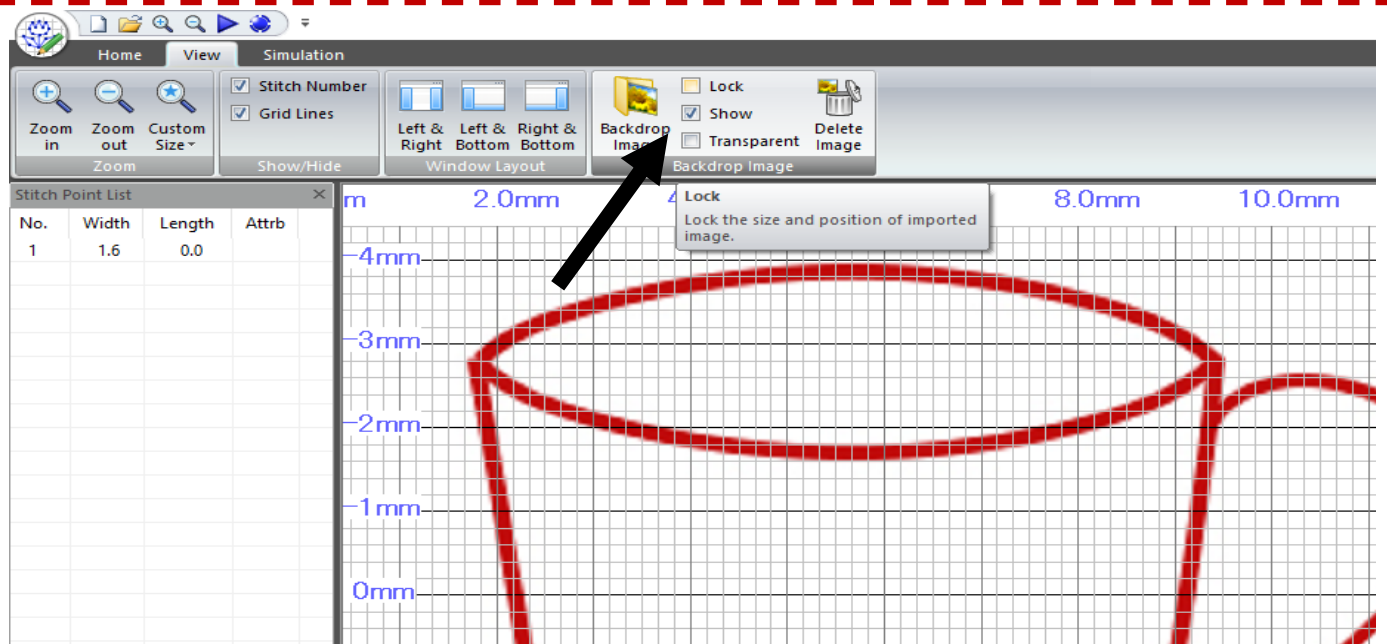 Home View Simulation
Stitch Number
Grid Lines
Zoom in
Zoom out
Custom Size
Left & Right
Left & Bottom
Right & Bottom
Backdrop
Lock
Show
Transparent
Delete Image
Zoom Show/Hide Window Layout Backdrop Image
Stitch Point List
No. Width Length Attrb
1 1.6 0.0
m 2.0mm 8.0mm 10.0mm
Lock
Lock the size and position of imported
image.
-4mm
-3mm
-2mm
-1mm
0mm